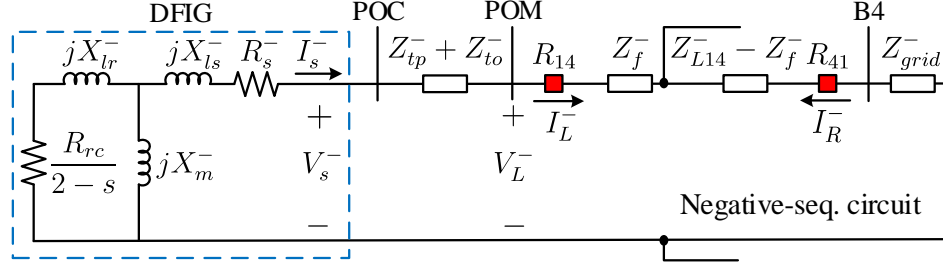 DFIG POC POM B4
jX_{lr}^- jX_{ls}^- R_s^- I_s^- Z_{tp}^- + Z_{to}^- R_{14} Z_f^- Z_{L14}^- - Z_f^- R_{41} Z_{grid}^-
+ + I_L^- I_R^-
\frac{R_{rc}}{2-s} jX_m^- V_s^- V_L^-
Negative-seq. circuit
− −